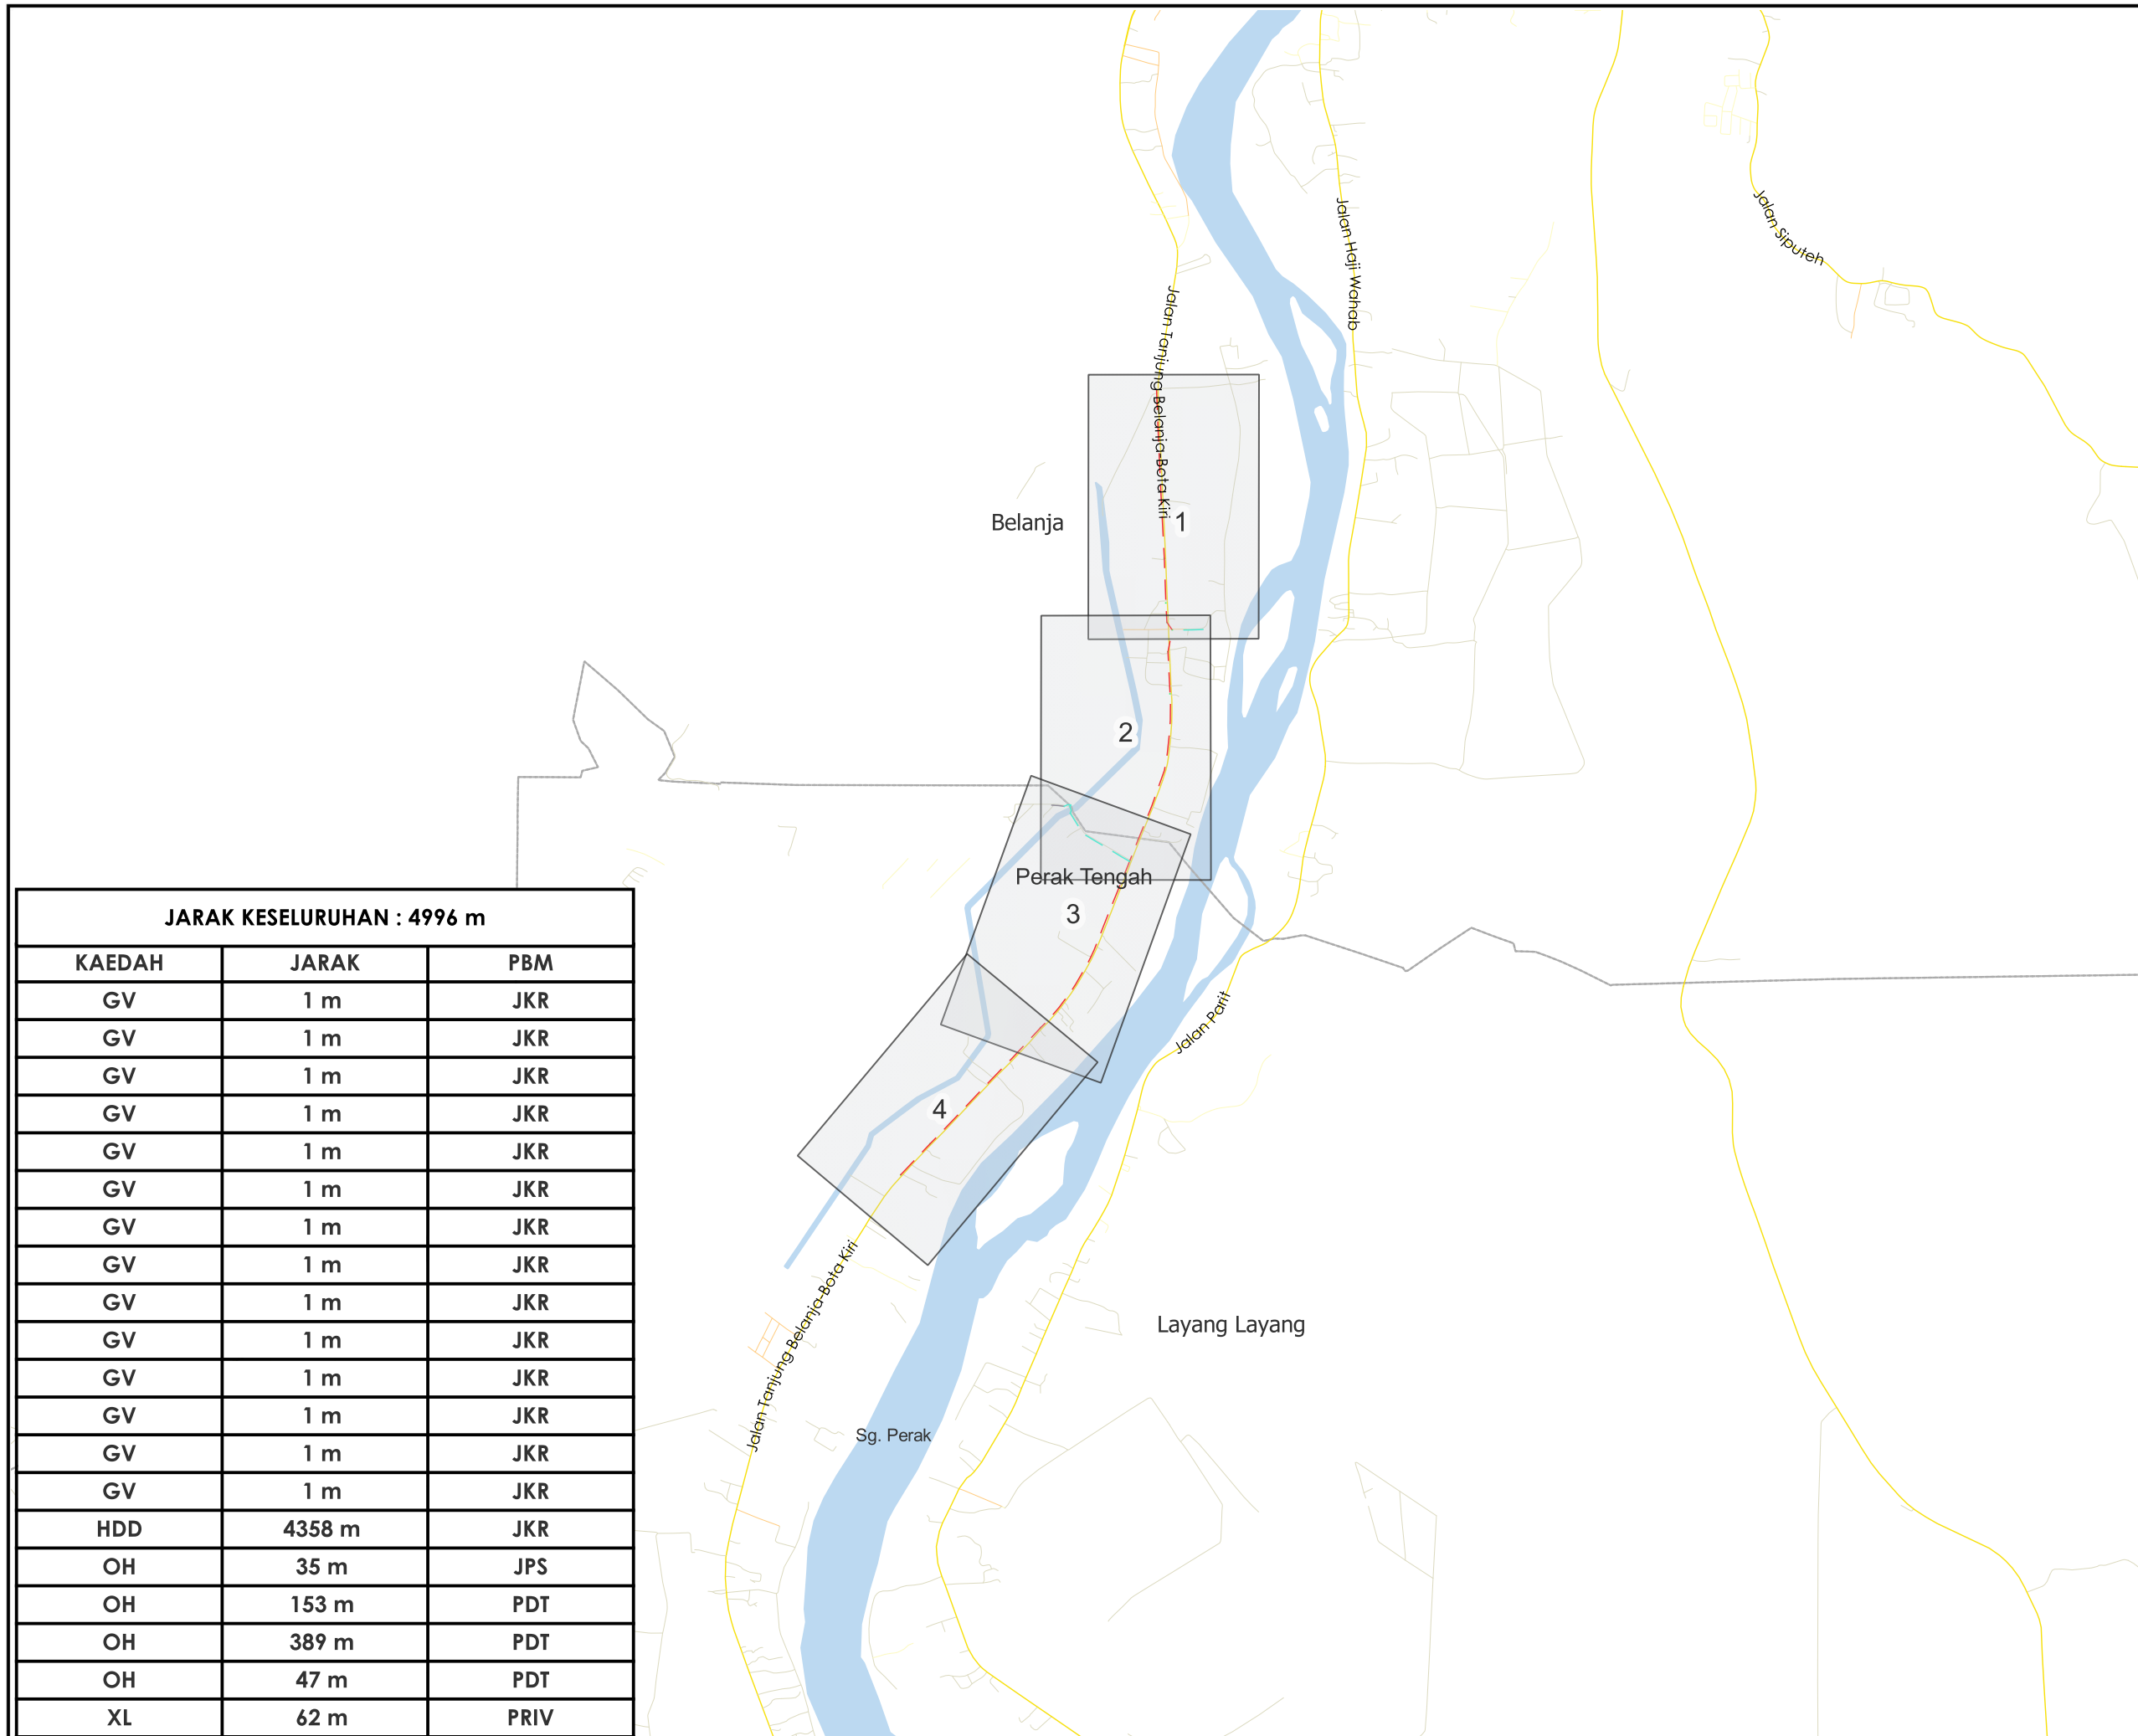 Jalan Siputeh
Jalan Haji Wahab
Jalan Tanjung Belanja-Bota Kiri
Belanja
1
2
Perak Tengah
3
4
Jalan Parit
Layang Layang
Jalan Tanjung Belanja-Bota Kiri
Sg. Perak
JARAK KESELURUHAN : 4996 m
KAEDAH JARAK PBM
GV 1 m JKR
GV 1 m JKR
GV 1 m JKR
GV 1 m JKR
GV 1 m JKR
GV 1 m JKR
GV 1 m JKR
GV 1 m JKR
GV 1 m JKR
GV 1 m JKR
GV 1 m JKR
GV 1 m JKR
GV 1 m JKR
GV 1 m JKR
HDD 4358 m JKR
OH 35 m JPS
OH 153 m PDT
OH 389 m PDT
OH 47 m PDT
XL 62 m PRIV